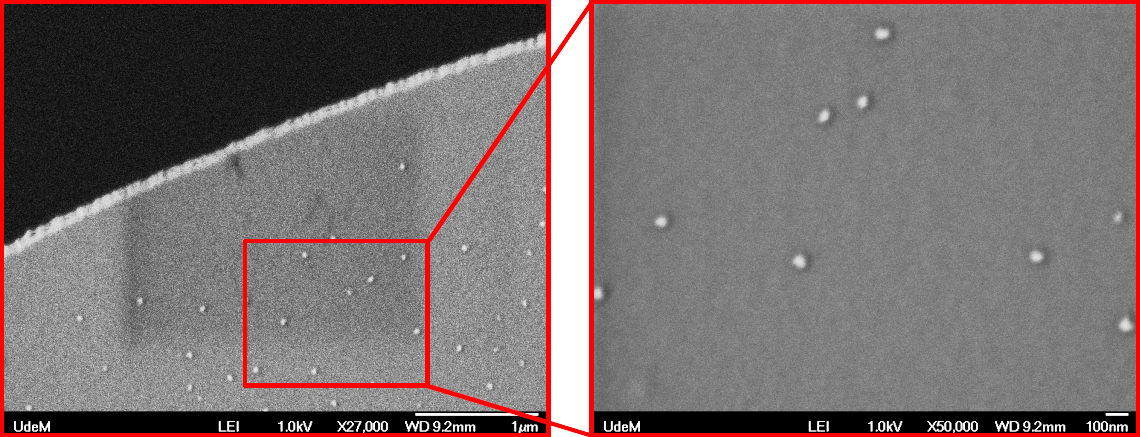 UdeM LEI 1.0kV X27,000 WD 9.2mm 1µm
UdeM LEI 1.0kV X50,000 WD 9.2mm 100nm